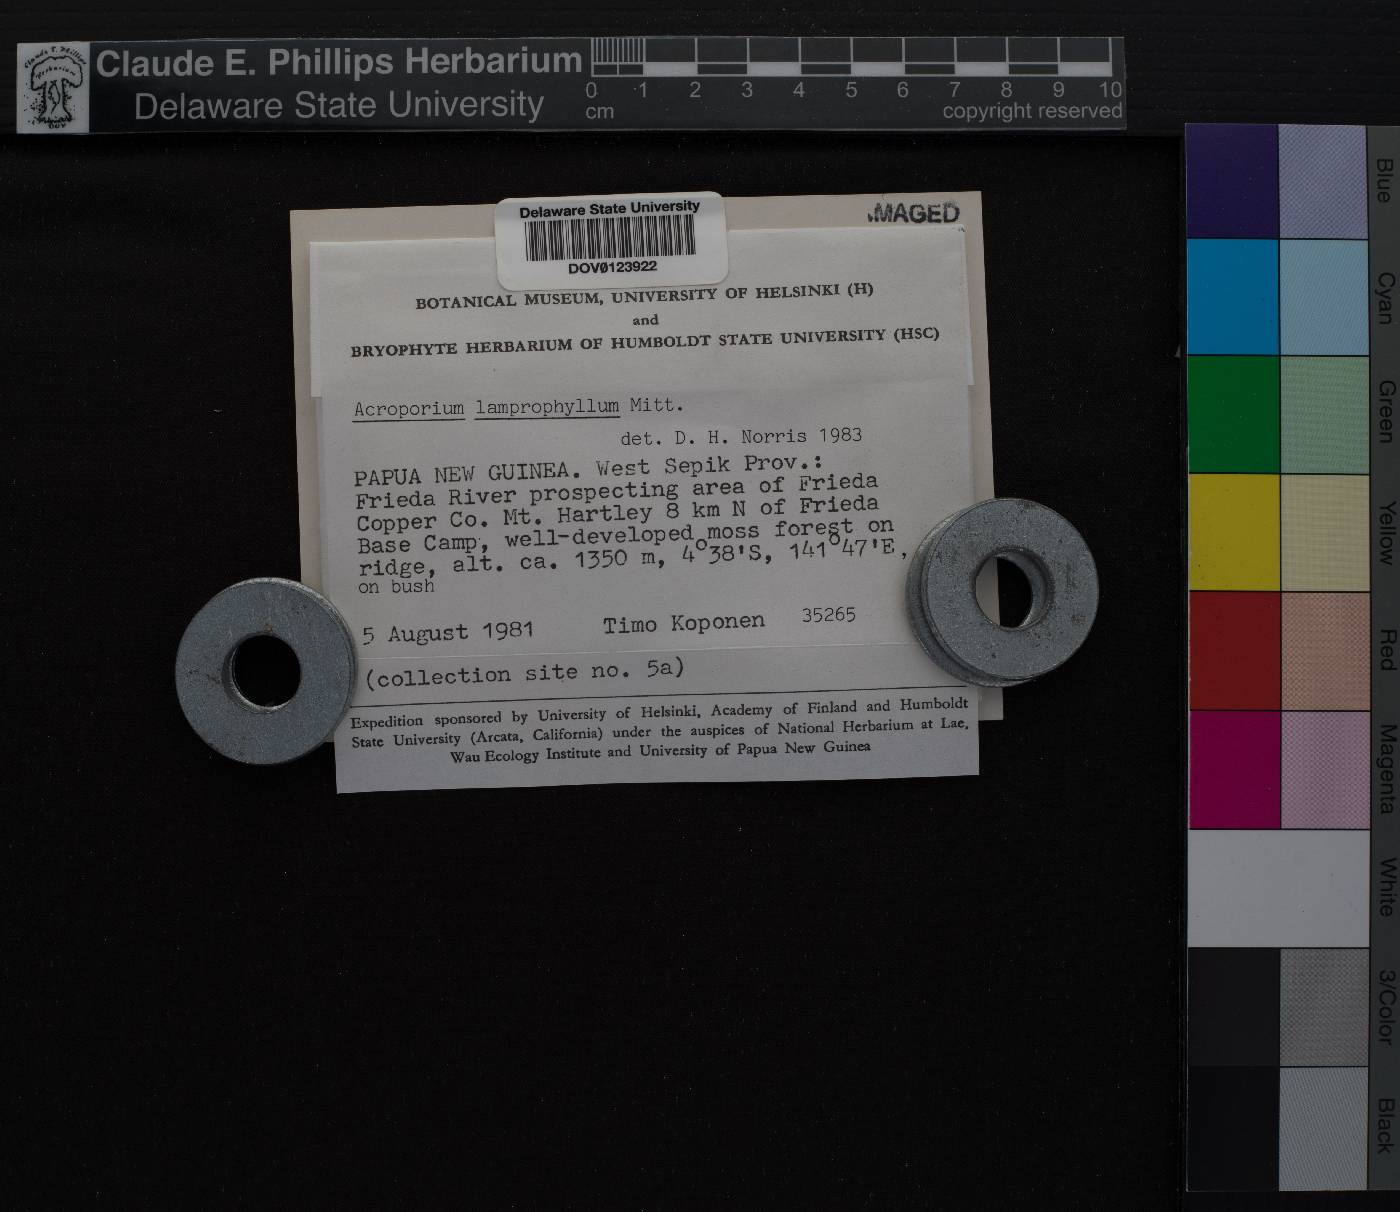 Claude E. Phillips Herbarium
Delaware State University
0 1 2 3 4 5 6 7 8 9 10
cm
copyright reserved
Delaware State University
DOV0123922
BOTANICAL MUSEUM, UNIVERSITY OF HELSINKI (H)
and
BRYOPHYTE HERBARIUM OF HUMBOLDT STATE UNIVERSITY (HSC)
Acroporium lamprophyllum Mitt.
det. D. H. Norris 1983
PAPUA NEW GUINEA. West Sepik Prov.:
Frieda River prospecting area of Frieda
Copper Co. Mt. Hartley 8 km N of Frieda
Base Camp, well-developed moss forest on
ridge, alt. ca. 1350 m, 4°38'S, 141°47'E,
on bush
5 August 1981 Timo Koponen 35265
(collection site no. 5a)
Expedition sponsored by University of Helsinki, Academy of Finland and Humboldt
State University (Arcata, California) under the auspices of National Herbarium at Lae,
Wau Ecology Institute and University of Papua New Guinea
Blue
Cyan
Green
Yellow
Red
Magenta
White
3/Color
Black